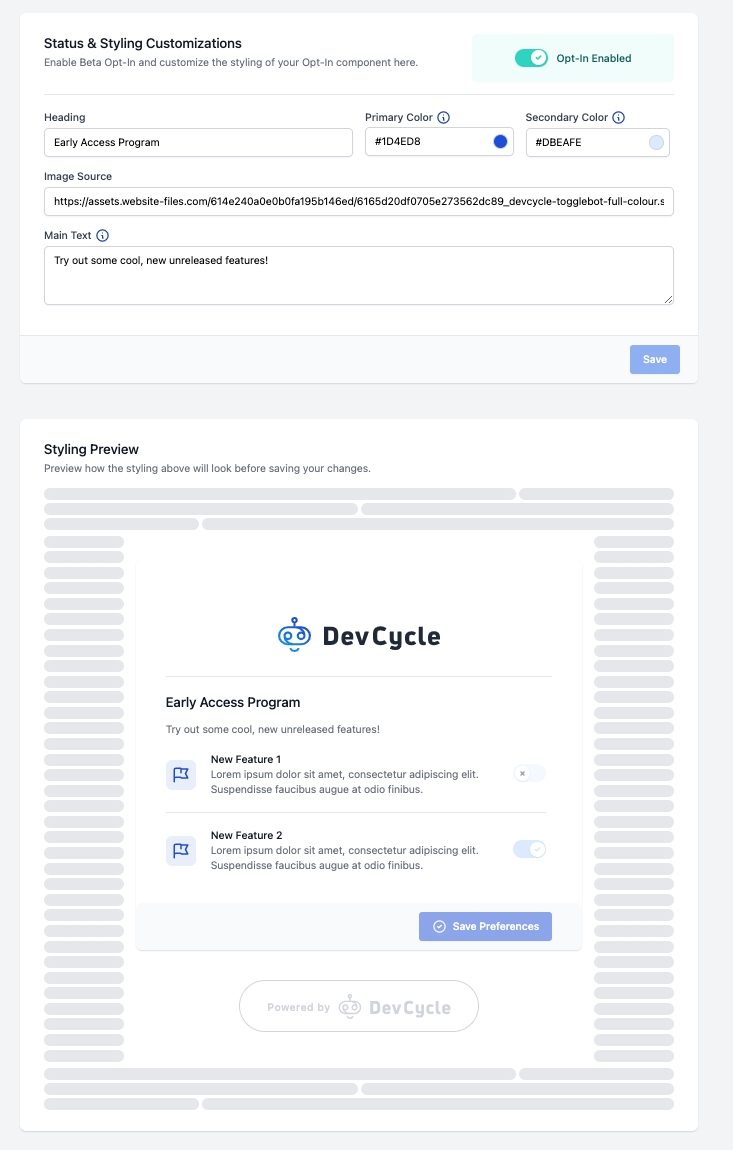 Status & Styling Customizations
Enable Beta Opt-In and customize the styling of your Opt-In component here.
Opt-In Enabled
Heading
Primary Color
Secondary Color
Early Access Program
#1D4ED8
#DBEAFE
Image Source
https://assets.website-files.com/614e240a0e0b0fa195b146ed/6165d20df0705e273562dc89_devcycle-togglebot-full-colour.s
Main Text
Try out some cool, new unreleased features!
Save
Styling Preview
Preview how the styling above will look before saving your changes.
DevCycle
Early Access Program
Try out some cool, new unreleased features!
New Feature 1
Lorem ipsum dolor sit amet, consectetur adipiscing elit.
Suspendisse faucibus augue at odio finibus.
New Feature 2
Lorem ipsum dolor sit amet, consectetur adipiscing elit.
Suspendisse faucibus augue at odio finibus.
Save Preferences
Powered by DevCycle